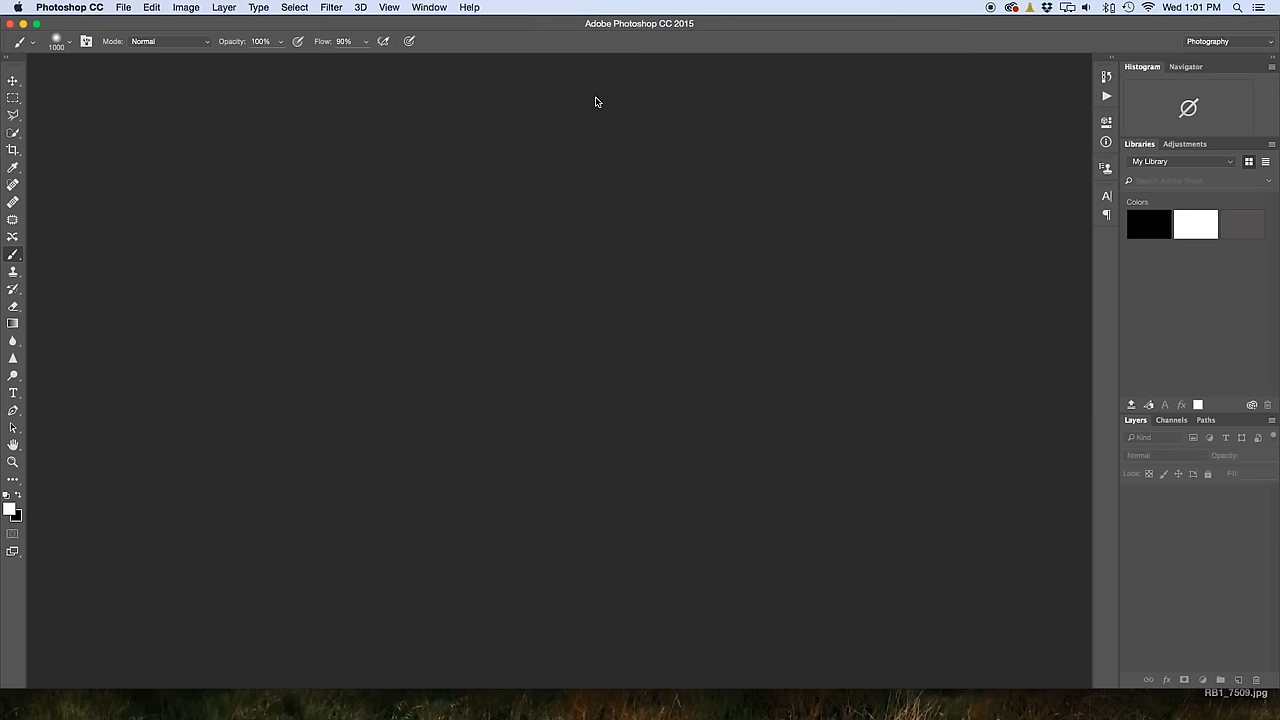 Photoshop CC File Edit Image Layer Type Select Filter 3D View Window Help Wed 1:01 PM
Adobe Photoshop CC 2015
1000 Mode: Normal Opacity: 100% Flow: 90% Photography
Histogram Navigator
Libraries Adjustments
My Library
Search Adobe Stock
Colors
Layers Channels Paths
Kind
Normal Opacity:
Lock: Fill:
RB1_7509.jpg